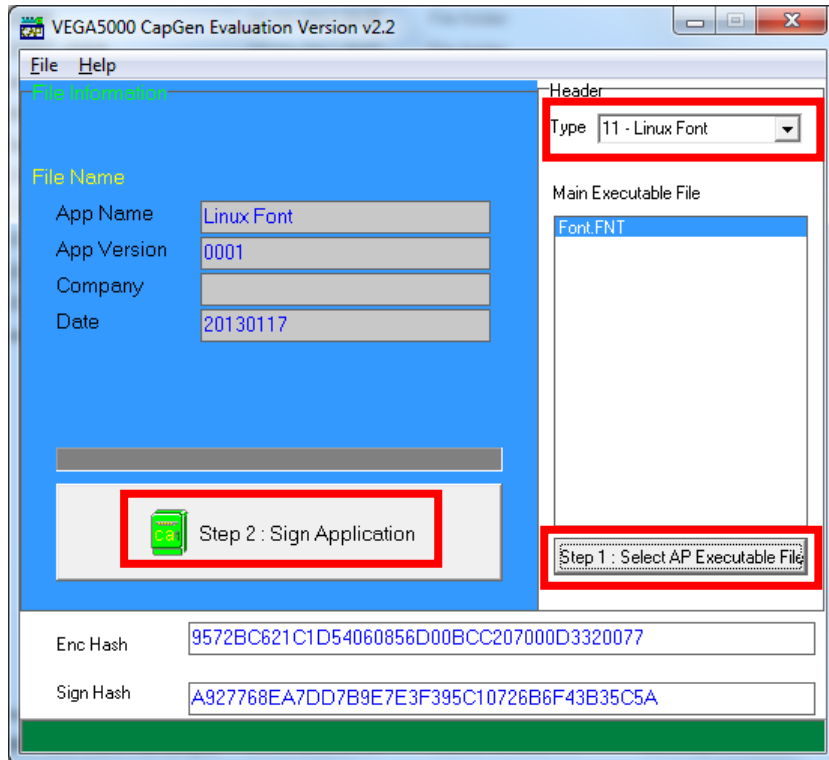 VEGA5000 CapGen Evaluation Version v2.2
File Help
File Information
Header
Type 11 - Linux Font
File Name
Main Executable File
App Name Linux Font
Font.FNT
App Version 0001
Company
Date 20130117
Step 2 : Sign Application
Step 1 : Select AP Executable File
Enc Hash 9572BC621C1D54060856D00BCC207000D3320077
Sign Hash A927768EA7DD7B9E7E3F395C10726B6F43B35C5A